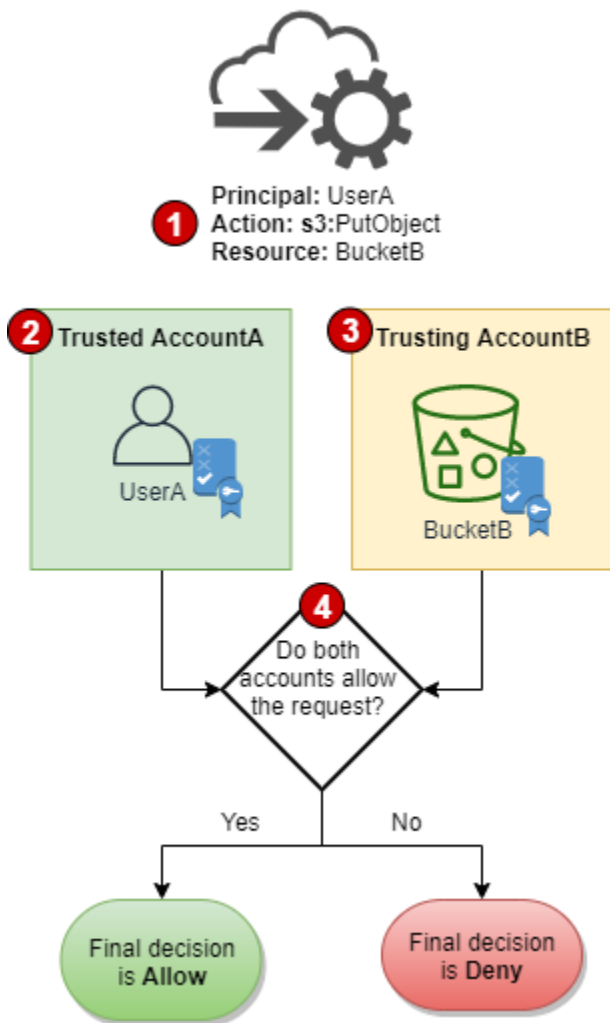 1
Principal: UserA
Action: s3:PutObject
Resource: BucketB
2
Trusted AccountA
UserA
3
Trusting AccountB
BucketB
4
Do both
accounts allow
the request?
Yes
No
Final decision
is Allow
Final decision
is Deny